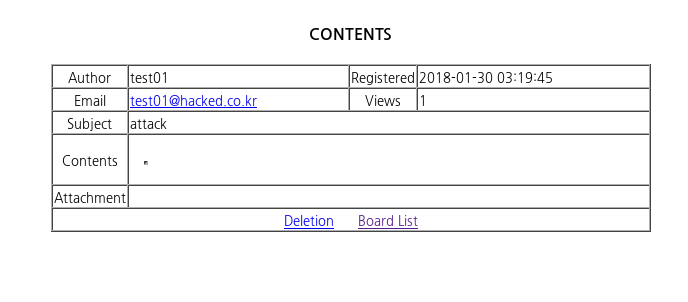 CONTENTS
Author test01 Registered 2018-01-30 03:19:45
Email test01@hacked.co.kr Views 1
Subject attack
Contents
Attachment
Deletion Board List